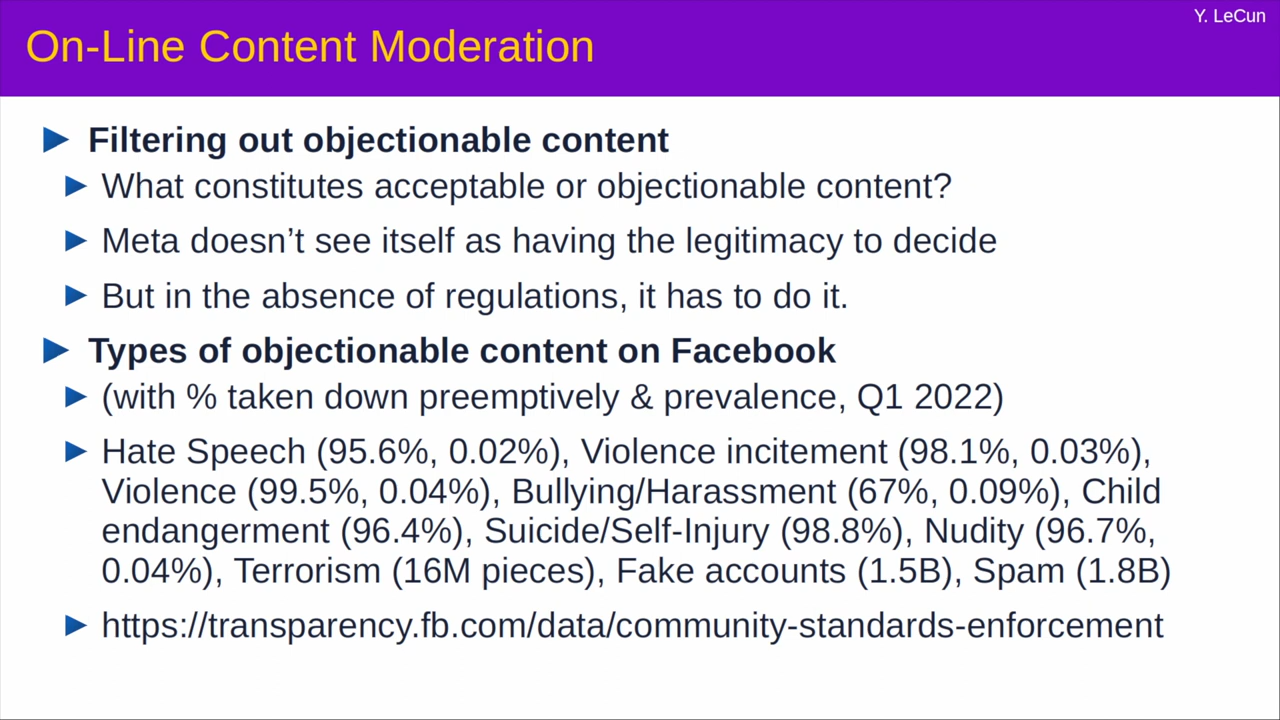 Y. LeCun
On-Line Content Moderation
Filtering out objectionable content
What constitutes acceptable or objectionable content?
Meta doesn’t see itself as having the legitimacy to decide
But in the absence of regulations, it has to do it.
Types of objectionable content on Facebook
(with % taken down preemptively & prevalence, Q1 2022)
Hate Speech (95.6%, 0.02%), Violence incitement (98.1%, 0.03%),
Violence (99.5%, 0.04%), Bullying/Harassment (67%, 0.09%), Child
endangerment (96.4%), Suicide/Self-Injury (98.8%), Nudity (96.7%,
0.04%), Terrorism (16M pieces), Fake accounts (1.5B), Spam (1.8B)
https://transparency.fb.com/data/community-standards-enforcement